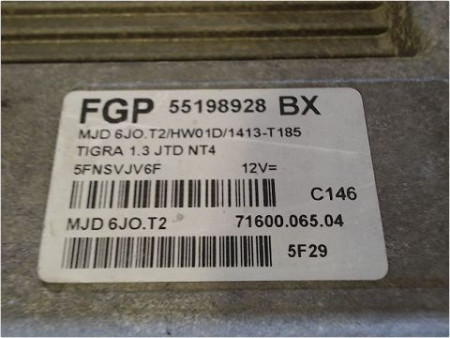 FGP 55198928 BX
MJD 6JO.T2/HW01D/1413-T185
TIGRA 1.3 JTD NT4
5FNSVJV6F 12V=
C146
MJD 6JO.T2 71600.065.04
5F29